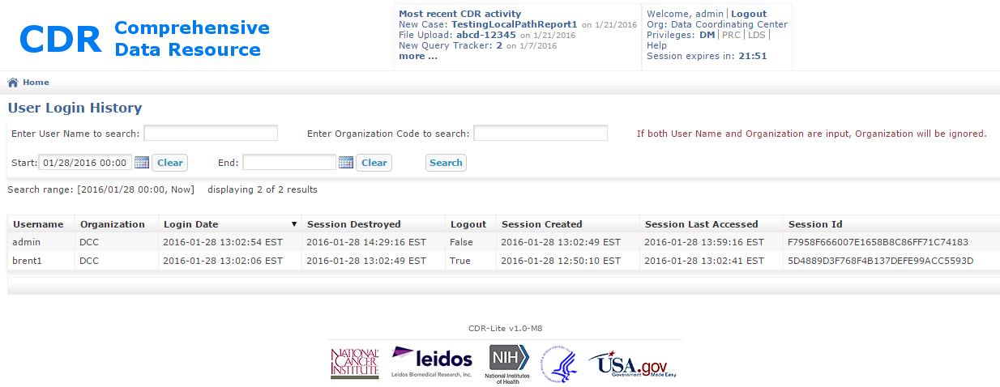 CDR Comprehensive
Data Resource
Most recent CDR activity
New Case: TestingLocalPathReport1 on 1/21/2016
File Upload: abcd-12345 on 1/21/2016
New Query Tracker: 2 on 1/7/2016
more ...
Welcome, admin | Logout
Org: Data Coordinating Center
Privileges: DM | PRC | LDS |
Help
Session expires in: 21:51
Home
User Login History
Enter User Name to search: Enter Organization Code to search: If both User Name and Organization are input, Organization will be ignored.
Start: 01/28/2016 00:00 Clear End: Clear Search
Search range: [2016/01/28 00:00, Now] displaying 2 of 2 results
Username Organization Login Date ▼ Session Destroyed Logout Session Created Session Last Accessed Session Id
admin DCC 2016-01-28 13:02:54 EST 2016-01-28 14:29:16 EST False 2016-01-28 13:02:49 EST 2016-01-28 13:59:16 EST F7958F666007E1658B8C86FF71C74183
brent1 DCC 2016-01-28 13:02:06 EST 2016-01-28 13:02:49 EST True 2016-01-28 12:50:10 EST 2016-01-28 13:02:41 EST 5D4889D3F768F4B137DEFE99ACC5593D
CDR-Lite v1.0-M8
NATIONAL
CANCER
INSTITUTE
leidos
Leidos Biomedical Research, Inc.
NIH
National Institutes
of Health
USA.gov
Government Made Easy